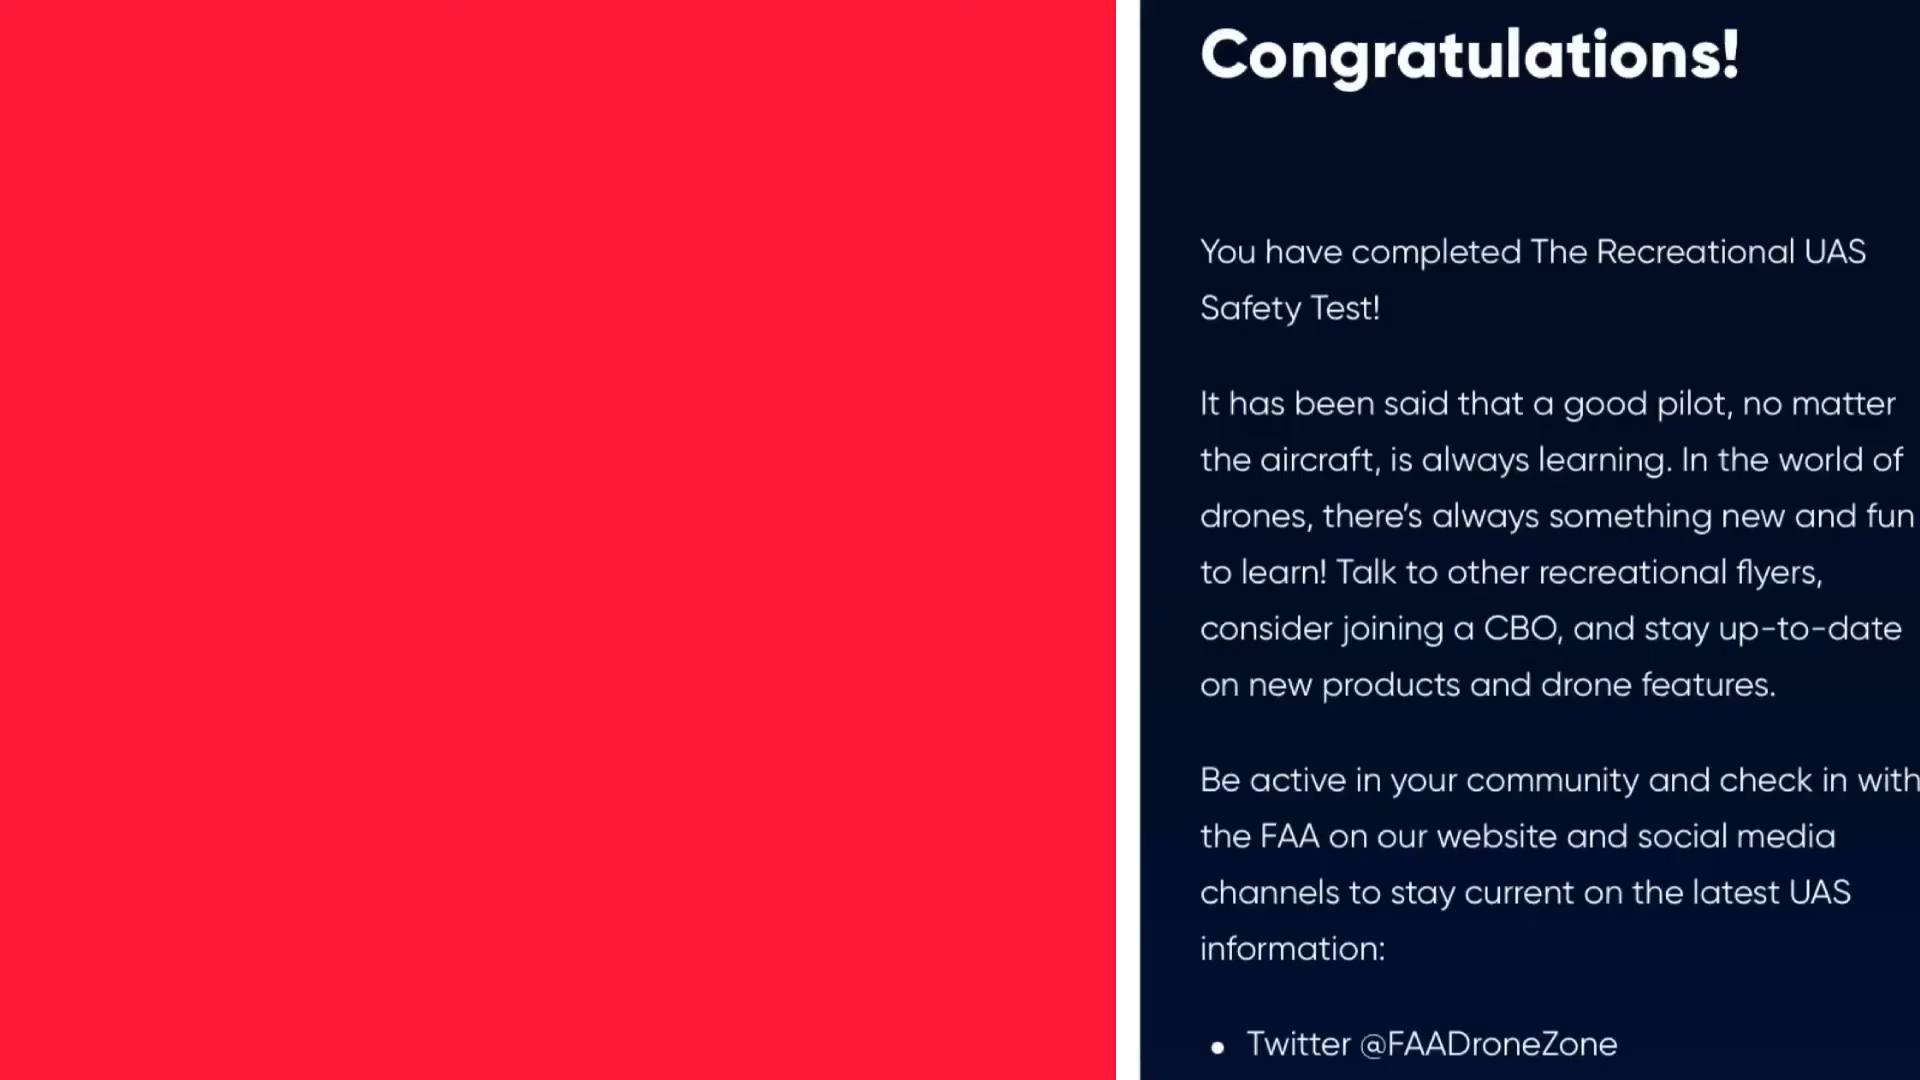 Congratulations!
You have completed The Recreational UAS
Safety Test!
It has been said that a good pilot, no matter
the aircraft, is always learning. In the world of
drones, there’s always something new and fun
to learn! Talk to other recreational flyers,
consider joining a CBO, and stay up-to-date
on new products and drone features.
Be active in your community and check in with
the FAA on our website and social media
channels to stay current on the latest UAS
information:
• Twitter @FAADroneZone